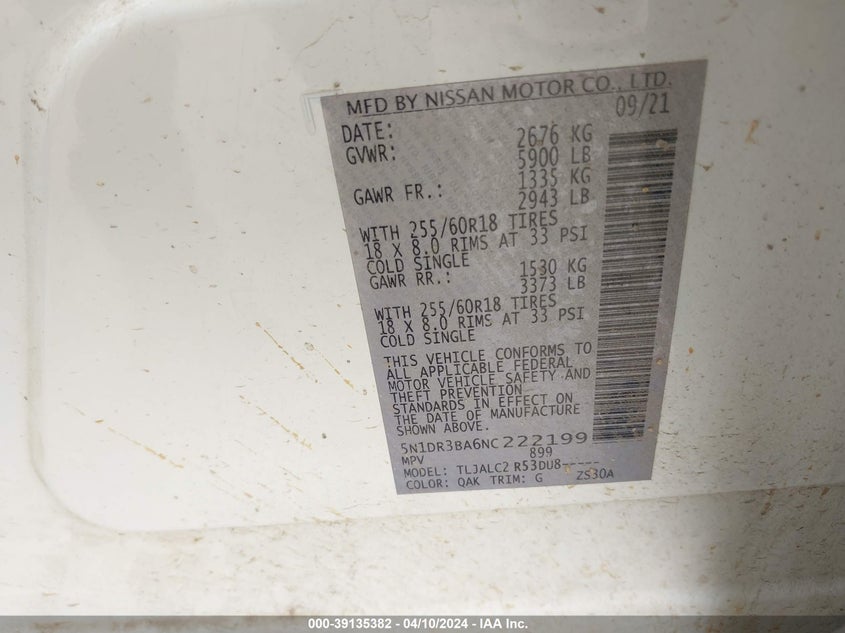 MFD BY NISSAN MOTOR CO., LTD.
DATE: 09/21
GVWR: 2676 KG
5900 LB
GAWR FR.: 1335 KG
2943 LB
WITH 255/60R18 TIRES
18 X 8.0 RIMS AT 33 PSI
COLD SINGLE
GAWR RR.: 1530 KG
3373 LB
WITH 255/60R18 TIRES
18 X 8.0 RIMS AT 33 PSI
COLD SINGLE
THIS VEHICLE CONFORMS TO
ALL APPLICABLE FEDERAL
MOTOR VEHICLE SAFETY AND
THEFT PREVENTION
STANDARDS IN EFFECT ON
THE DATE OF MANUFACTURE
SHOWN ABOVE.
5N1DR3BA6NC222199
MPV 899
MODEL: TLJALC2 R53DU8-----
COLOR: QAK TRIM: G ZS30A
000-39135382 - 04/10/2024 - IAA Inc.